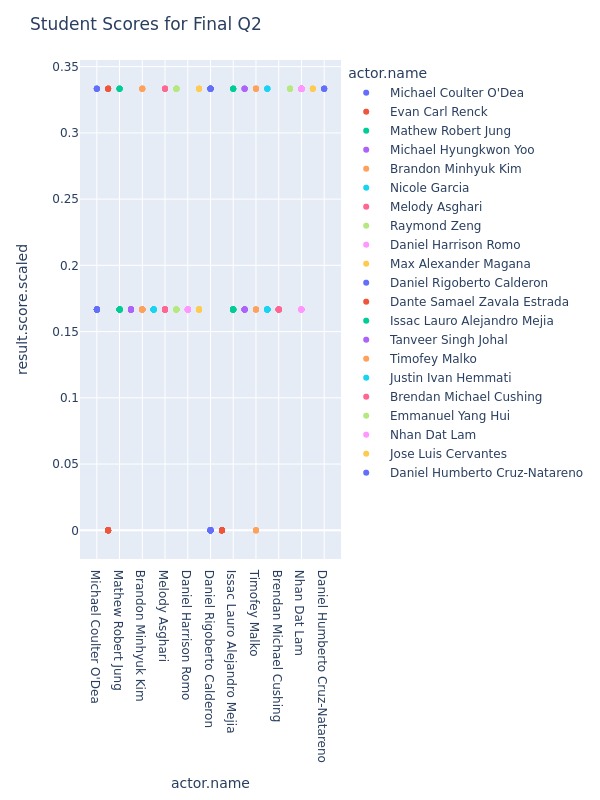 Student Scores for Final Q2
actor.name
Michael Coulter O'Dea
Evan Carl Renck
Mathew Robert Jung
Michael Hyungkwon Yoo
Brandon Minhyuk Kim
Nicole Garcia
Melody Asghari
Raymond Zeng
Daniel Harrison Romo
Max Alexander Magana
Daniel Rigoberto Calderon
Dante Samael Zavala Estrada
Issac Lauro Alejandro Mejia
Tanveer Singh Johal
Timofey Malko
Justin Ivan Hemmati
Brendan Michael Cushing
Emmanuel Yang Hui
Nhan Dat Lam
Jose Luis Cervantes
Daniel Humberto Cruz-Natareno
result.score.scaled
0.35
0.3
0.25
0.2
0.15
0.1
0.05
0
Michael Coulter O'Dea
Mathew Robert Jung
Brandon Minhyuk Kim
Melody Asghari
Daniel Harrison Romo
Daniel Rigoberto Calderon
Issac Lauro Alejandro Mejia
Timofey Malko
Brendan Michael Cushing
Nhan Dat Lam
Daniel Humberto Cruz-Natareno
actor.name